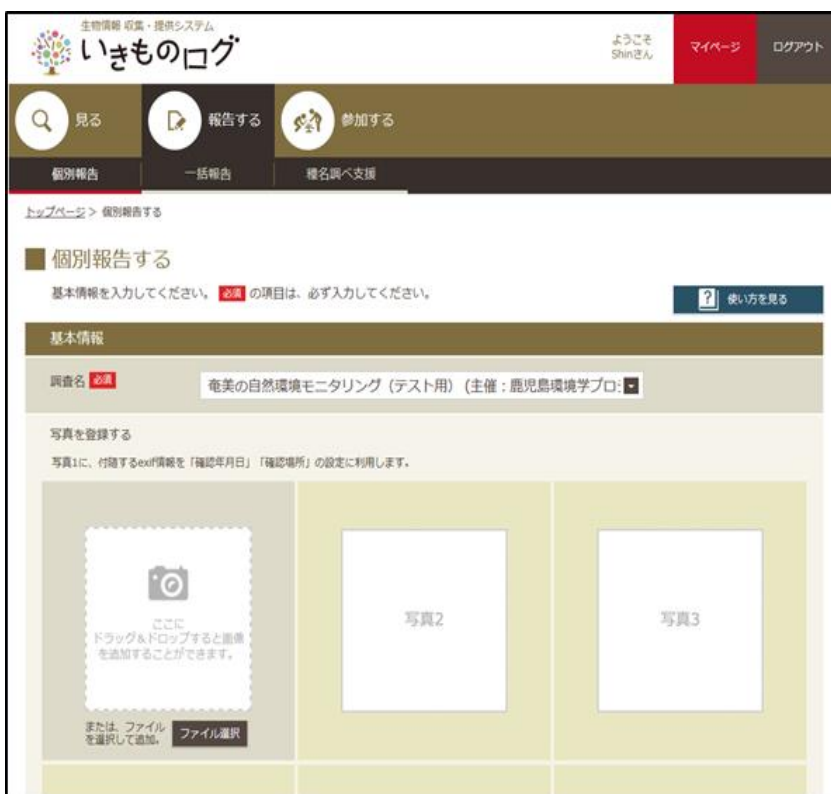 生物情報 収集・提供システム
いきものログ
ようこそ
Shinさん
マイページ
ログアウト
見る
報告する
参加する
個別報告
一括報告
種名調べ支援
トップページ > 個別報告する
個別報告する
基本情報を入力してください。 必須 の項目は、必ず入力してください。
? 使い方を見る
基本情報
調査名 必須
奄美の自然環境モニタリング（テスト用） (主催：鹿児島環境学プロ:
写真を登録する
写真1に、付随するexif情報を「確認年月日」「確認場所」の設定に利用します。
ここに
ドラッグ&ドロップすると画像
を追加することができます。
または、ファイル
を選択して追加。
ファイル選択
写真2
写真3